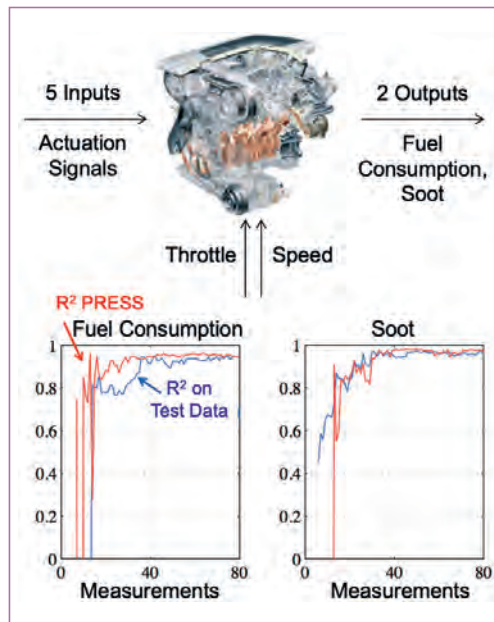 5 Inputs
2 Outputs
Actuation
Signals
Fuel
Consumption,
Soot
Throttle
Speed
R² PRESS
Fuel Consumption
Soot
1
0.8
0.6
0.4
0.2
0
R² on
Test Data
0
40
80
Measurements
1
0.8
0.6
0.4
0.2
0
0
40
80
Measurements